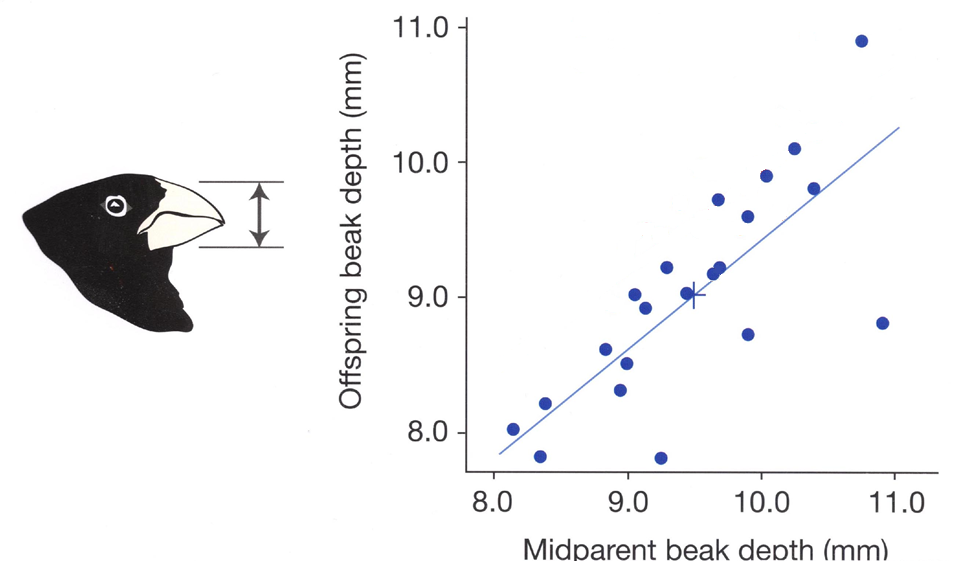 11.0
10.0
9.0
8.0
Offspring beak depth (mm)
8.0 9.0 10.0 11.0
Midparent beak depth (mm)